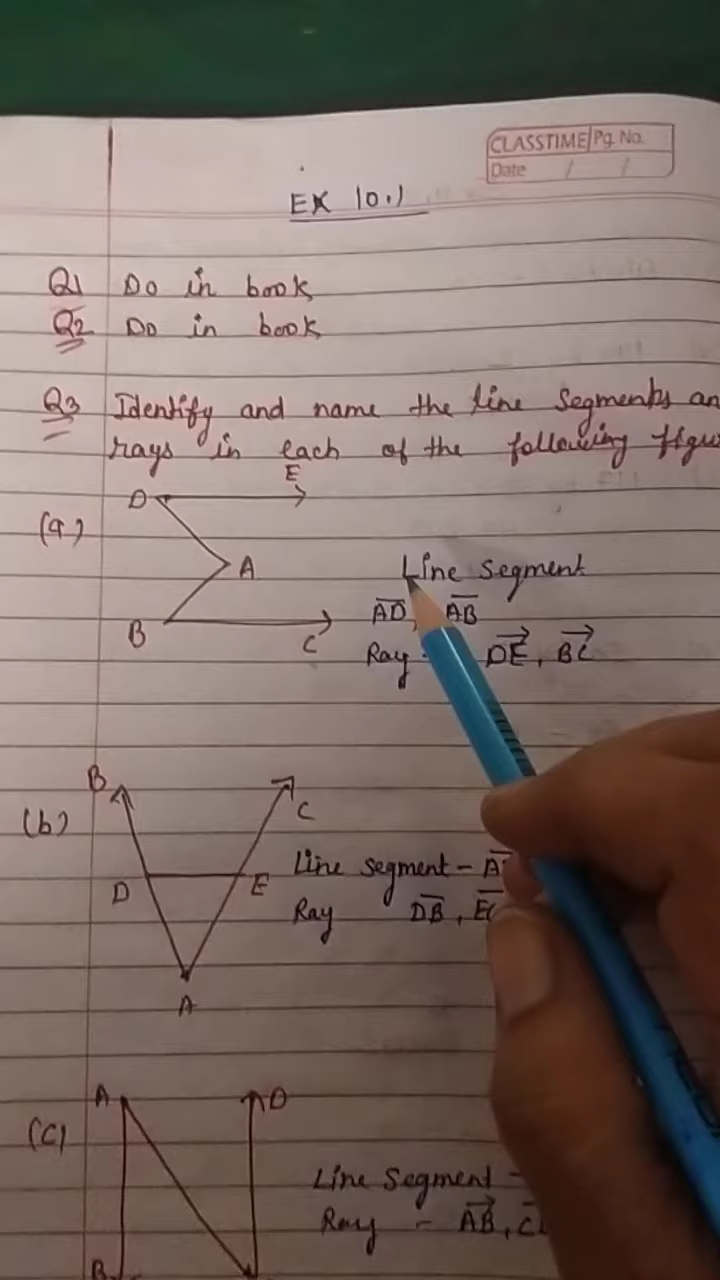 CLASSTIME Pg. No.
Date / /
EX 10.1
Q1 Do in book
Q2 Do in book
Q3 Identify and name the line segments an
rays in each of the following figu
(a)
D E
A
B C
Line Segment
AD, AB
Ray DE, BC
(b)
B C
D E
A
Line segment - A
Ray DB, EC
(C)
A D
B
Line Segment -
Ray - AB, C